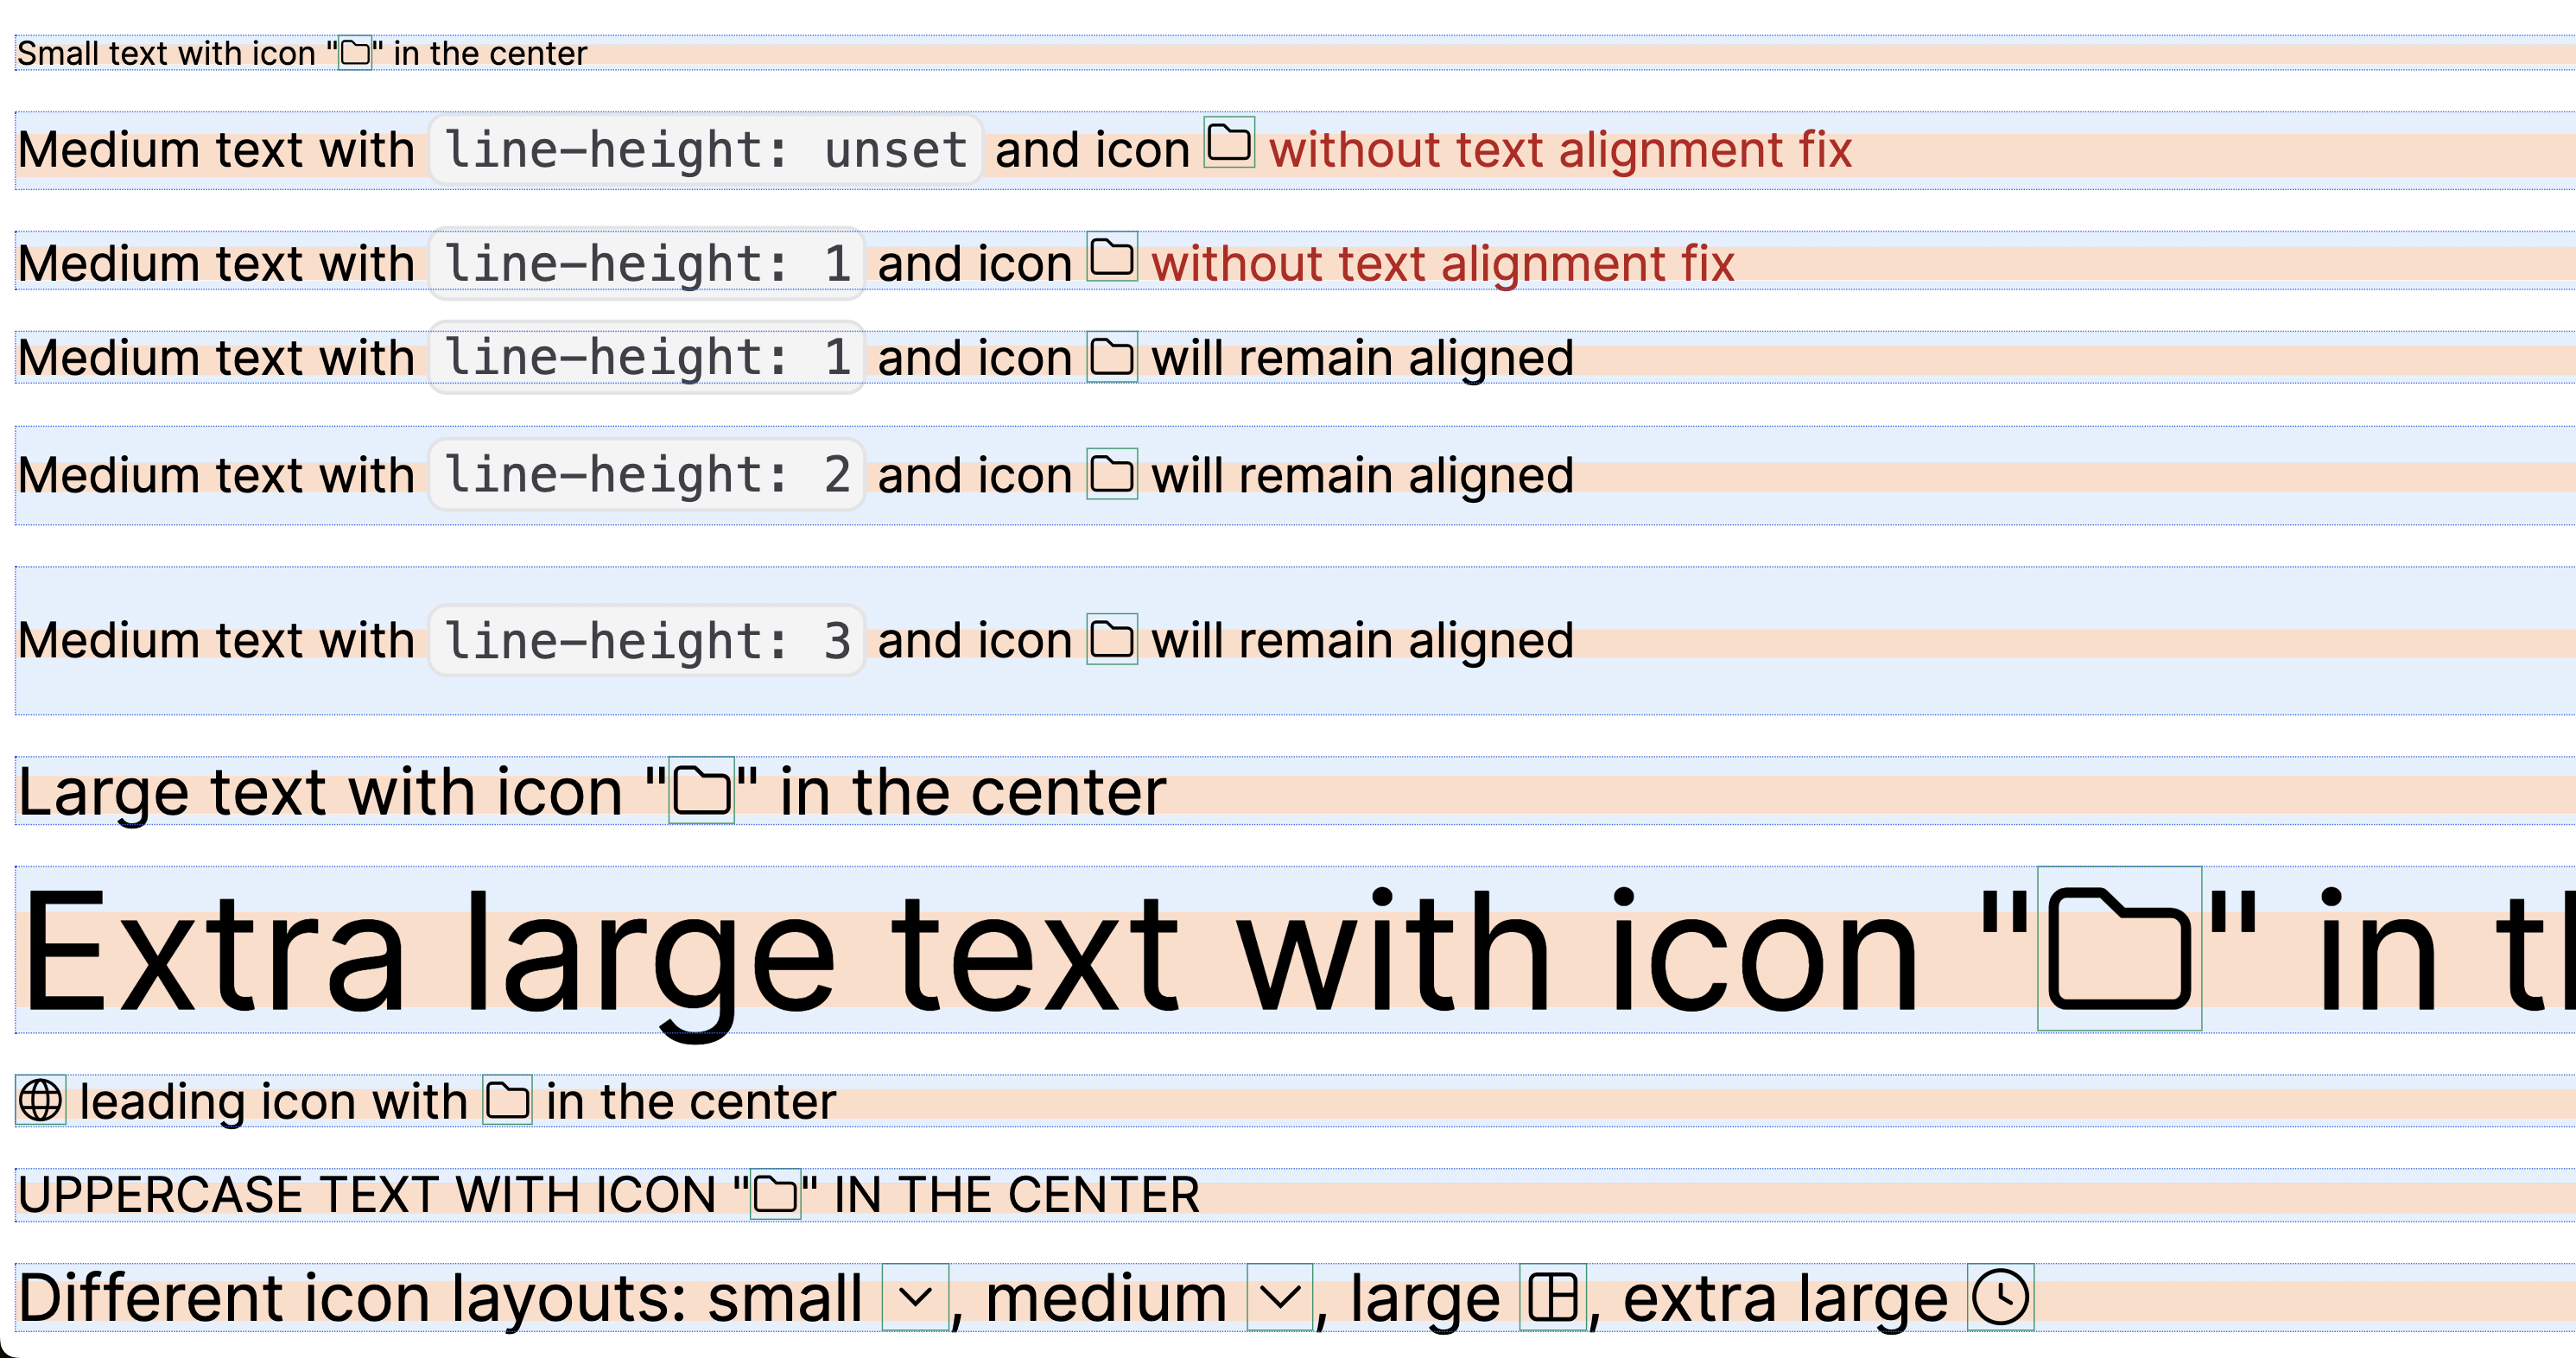 Small text with icon "" in the center
Medium text with line-height: unset and icon without text alignment fix
Medium text with line-height: 1 and icon without text alignment fix
Medium text with line-height: 1 and icon will remain aligned
Medium text with line-height: 2 and icon will remain aligned
Medium text with line-height: 3 and icon will remain aligned
Large text with icon "" in the center
Extra large text with icon "" in
leading icon with in the center
UPPERCASE TEXT WITH ICON "" IN THE CENTER
Different icon layouts: small , medium , large , extra large